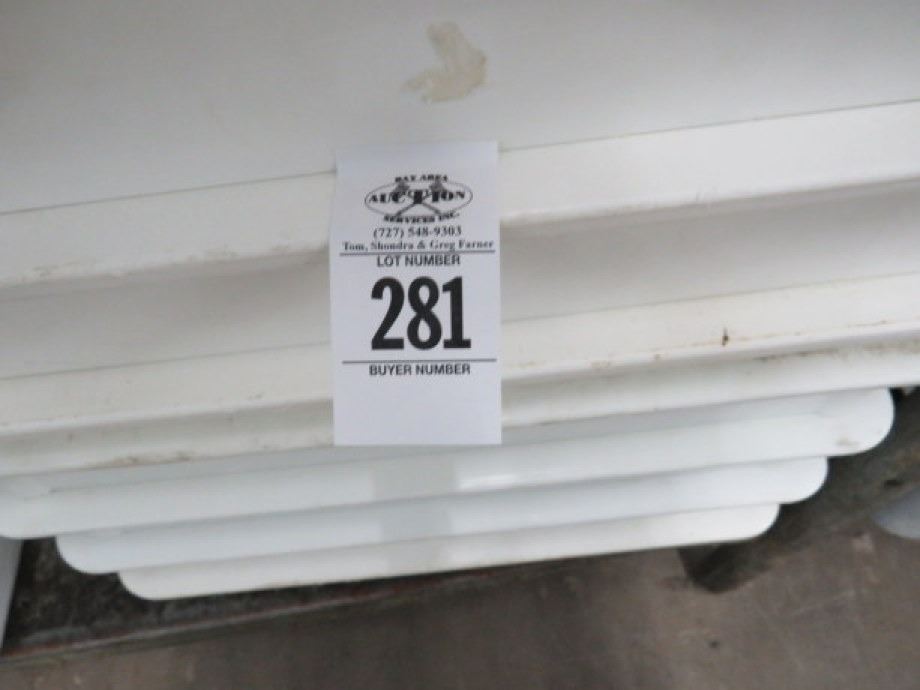 BAY AREA
AUCTION
SERVICES INC.
(727) 548-9303
Tom, Shondra & Greg Farner
LOT NUMBER
281
BUYER NUMBER